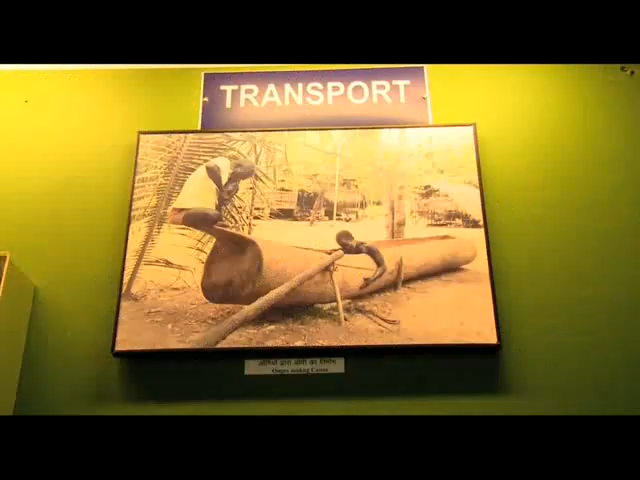 TRANSPORT
ओंगियों द्वारा डोंगी का निर्माण
Onges making Canoe